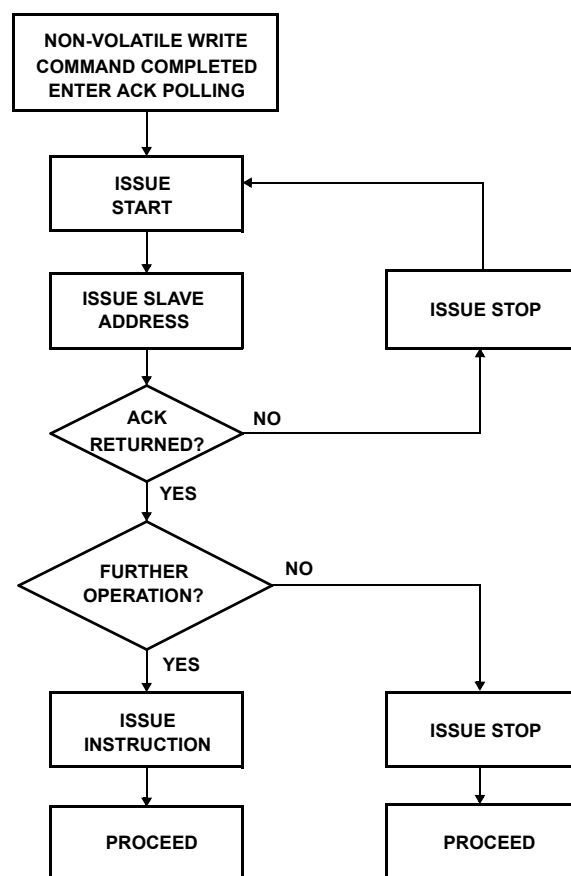 NON-VOLATILE WRITE
COMMAND COMPLETED
ENTER ACK POLLING
ISSUE
START
ISSUE SLAVE
ADDRESS
ISSUE STOP
ACK
RETURNED?
NO
YES
FURTHER
OPERATION?
NO
YES
ISSUE
INSTRUCTION
ISSUE STOP
PROCEED
PROCEED